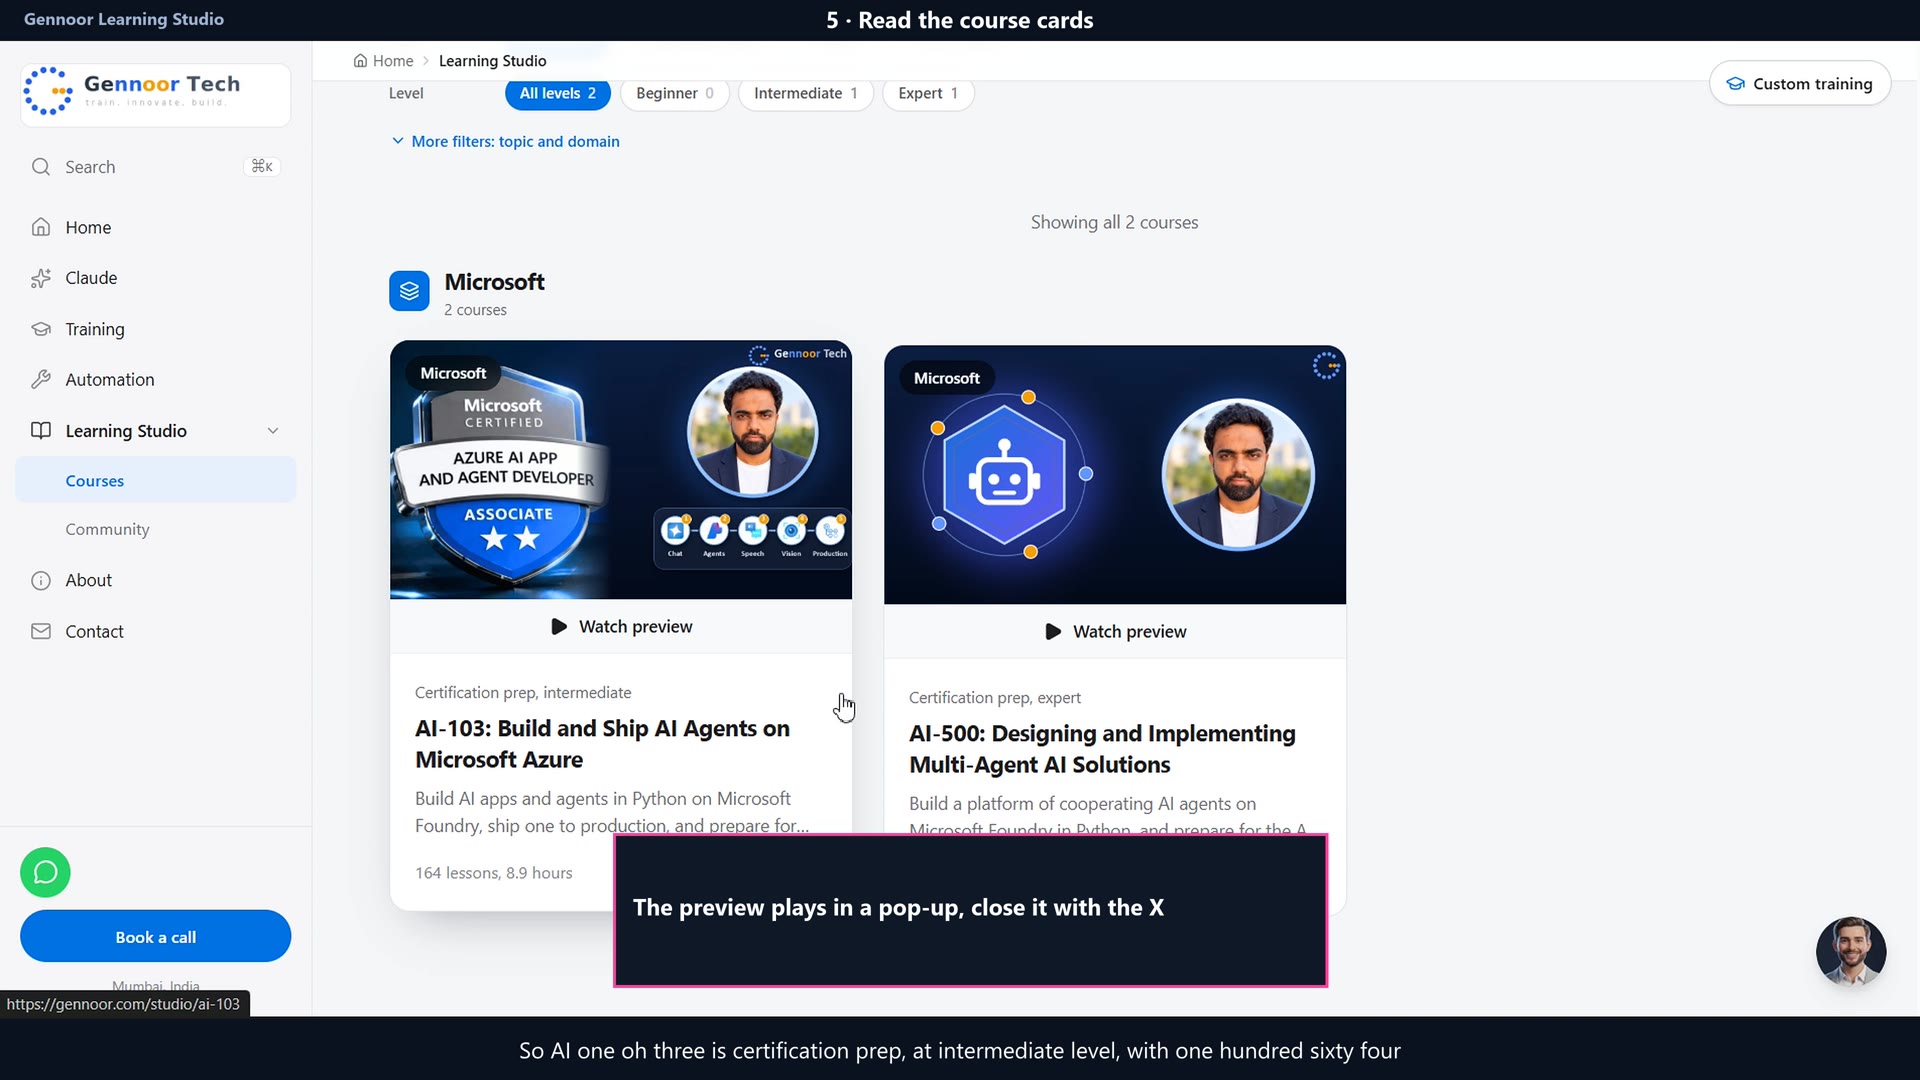 Gennoor Learning Studio
5 · Read the course cards
Gennoor Tech
train. innovate. build.
Search
⌘K
Home
Claude
Training
Automation
Learning Studio
Courses
Community
About
Contact
Book a call
Mumbai, India
https://gennoor.com/studio/ai-103
Home > Learning Studio
Custom training
Level
All levels 2
Beginner 0
Intermediate 1
Expert 1
More filters: topic and domain
Showing all 2 courses
Microsoft
2 courses
Microsoft
Gennoor Tech
Microsoft
CERTIFIED
AZURE AI APP
AND AGENT DEVELOPER
ASSOCIATE
Chat Agents Speech Vision Production
Watch preview
Certification prep, intermediate
AI-103: Build and Ship AI Agents on
Microsoft Azure
Build AI apps and agents in Python on Microsoft
Foundry, ship one to production, and prepare for...
164 lessons, 8.9 hours
Microsoft
Watch preview
Certification prep, expert
AI-500: Designing and Implementing
Multi-Agent AI Solutions
Build a platform of cooperating AI agents on
Microsoft Foundry in Python, and prepare for the A
The preview plays in a pop-up, close it with the X
So AI one oh three is certification prep, at intermediate level, with one hundred sixty four